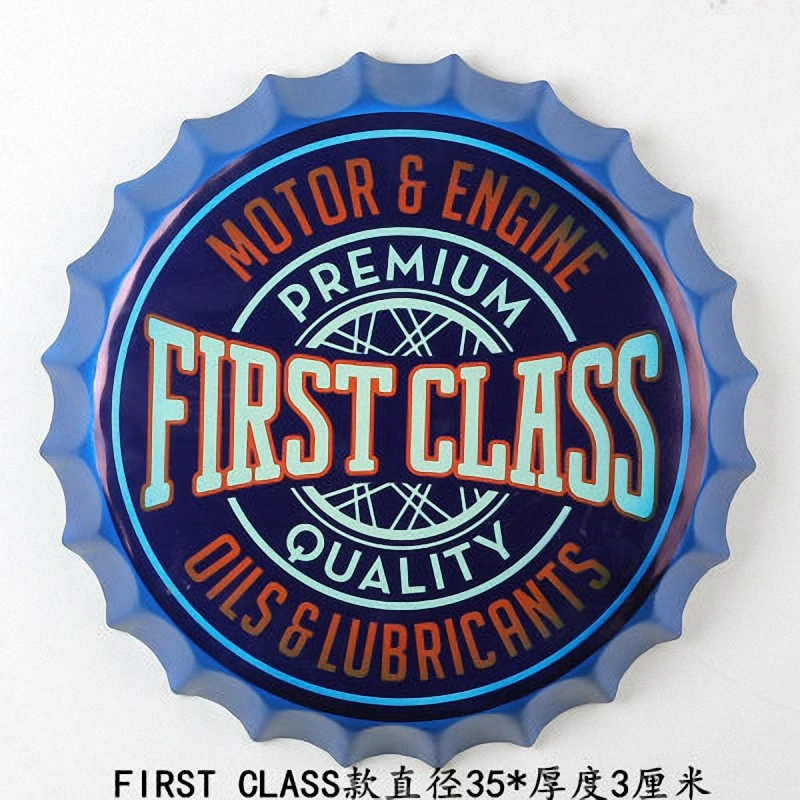 MOTOR & ENGINE
PREMIUM
FIRST CLASS
QUALITY
OILS & LUBRICANTS
FIRST CLASS款直径35*厚度3厘米